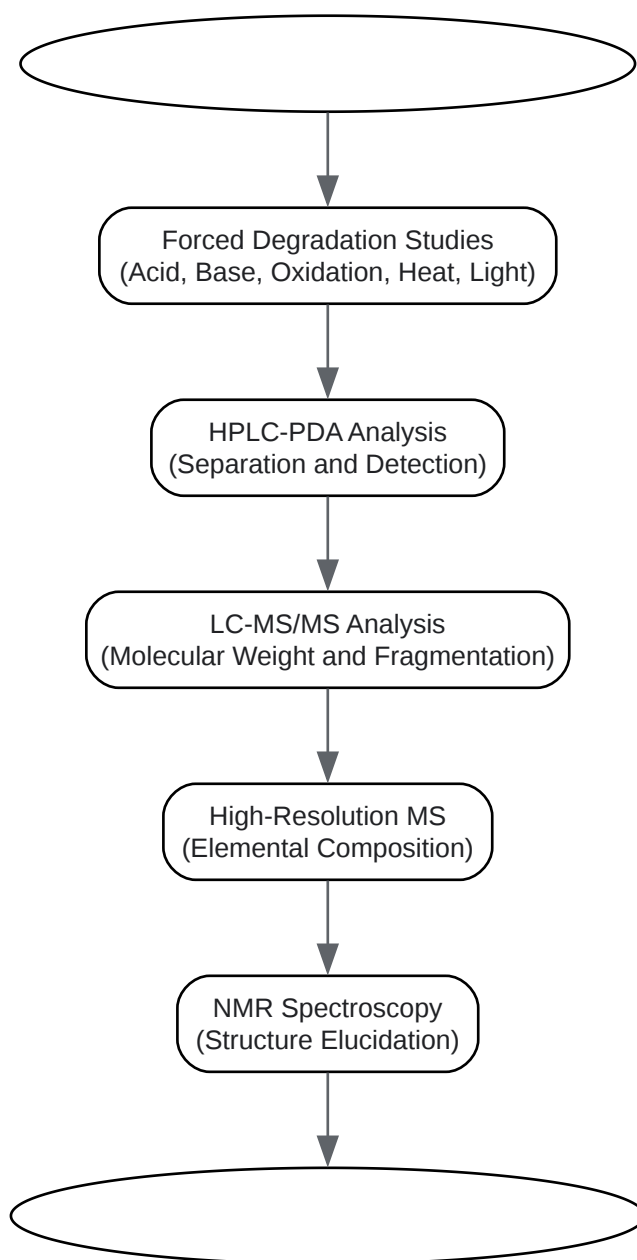 Forced Degradation Studies
(Acid, Base, Oxidation, Heat, Light)
HPLC-PDA Analysis
(Separation and Detection)
LC-MS/MS Analysis
(Molecular Weight and Fragmentation)
High-Resolution MS
(Elemental Composition)
NMR Spectroscopy
(Structure Elucidation)